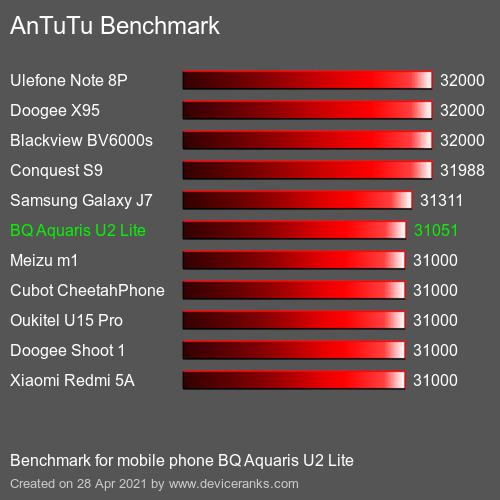 AnTuTu Benchmark
Ulefone Note 8P 32000
Doogee X95 32000
Blackview BV6000s 32000
Conquest S9 31988
Samsung Galaxy J7 31311
BQ Aquaris U2 Lite 31051
Meizu m1 31000
Cubot CheetahPhone 31000
Oukitel U15 Pro 31000
Doogee Shoot 1 31000
Xiaomi Redmi 5A 31000
Benchmark for mobile phone BQ Aquaris U2 Lite
Created on 28 Apr 2021 by www.deviceranks.com